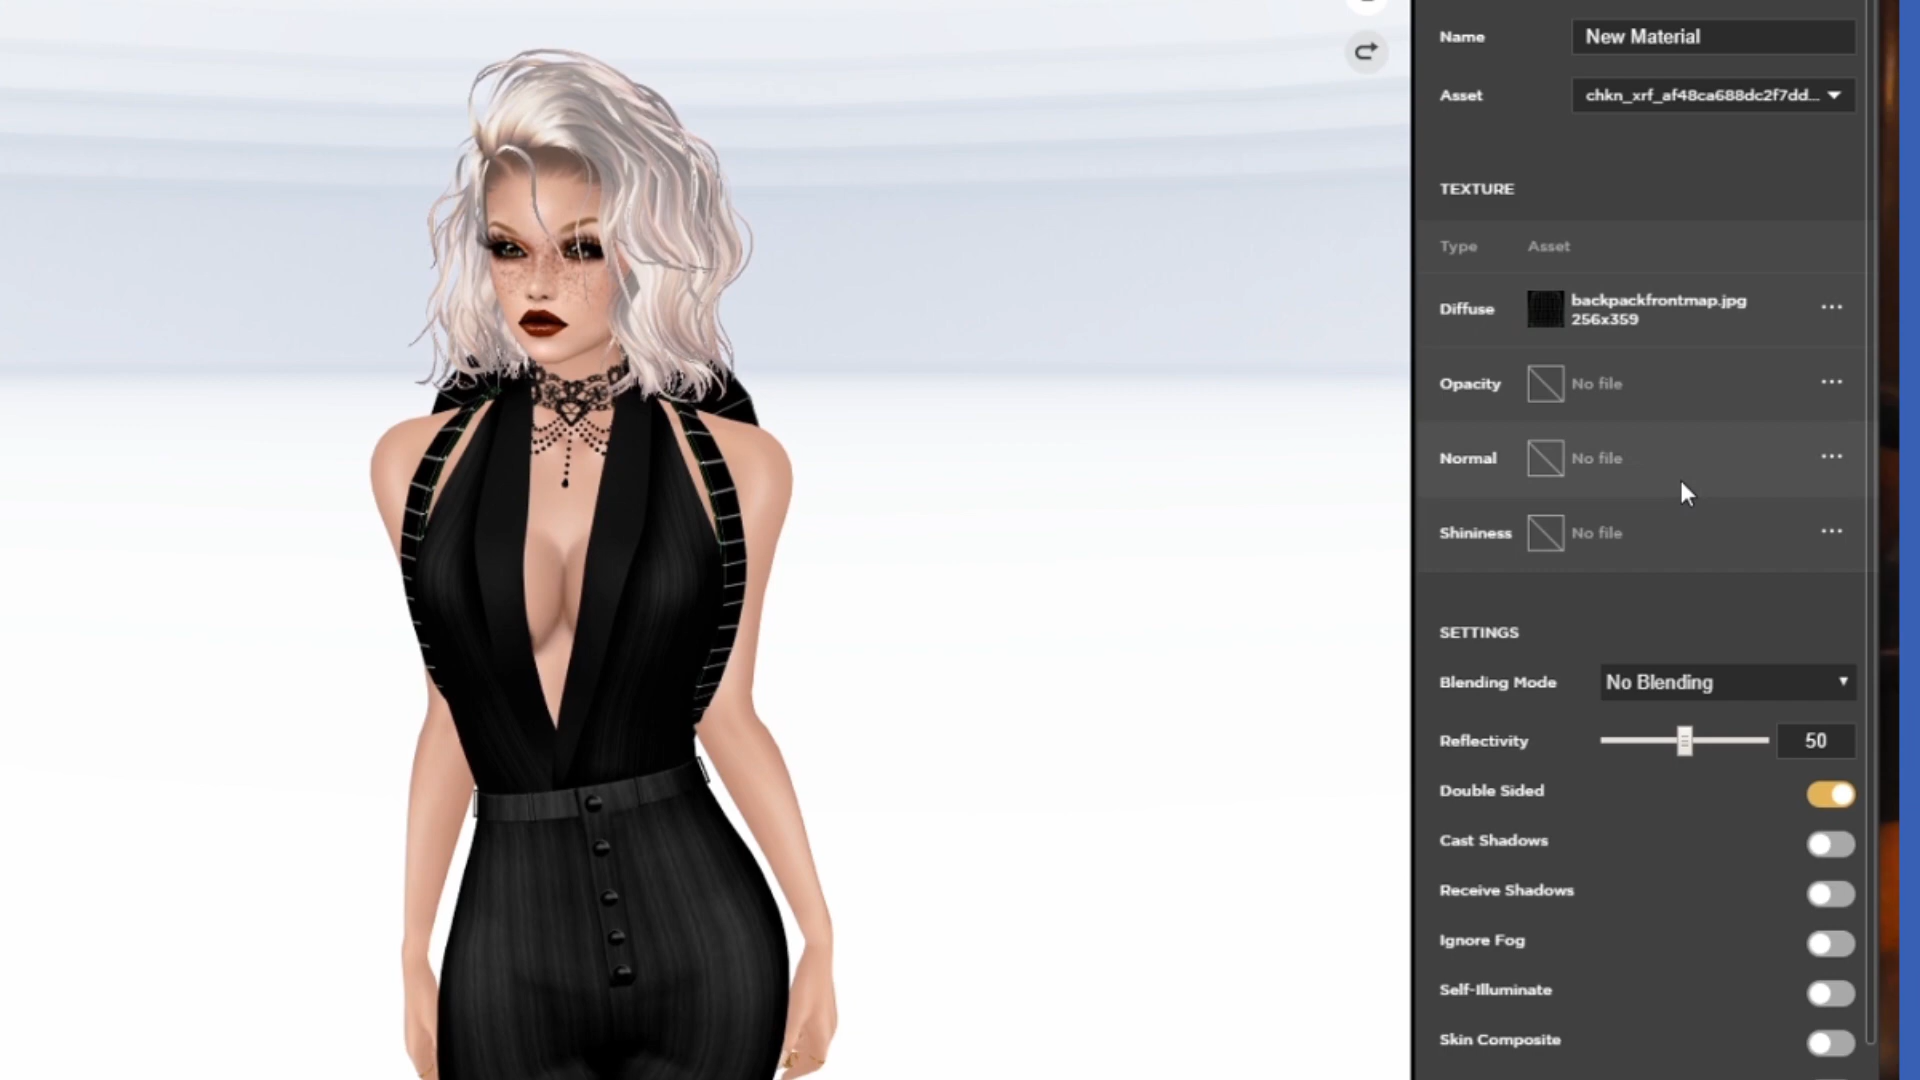 Name
New Material
Asset
chkn_xrf_af48ca688dc2f7dd...
TEXTURE
Type Asset
Diffuse
backpackfrontmap.jpg
256x359
Opacity No file
Normal No file
Shininess No file
SETTINGS
Blending Mode No Blending
Reflectivity 50
Double Sided
Cast Shadows
Receive Shadows
Ignore Fog
Self-Illuminate
Skin Composite